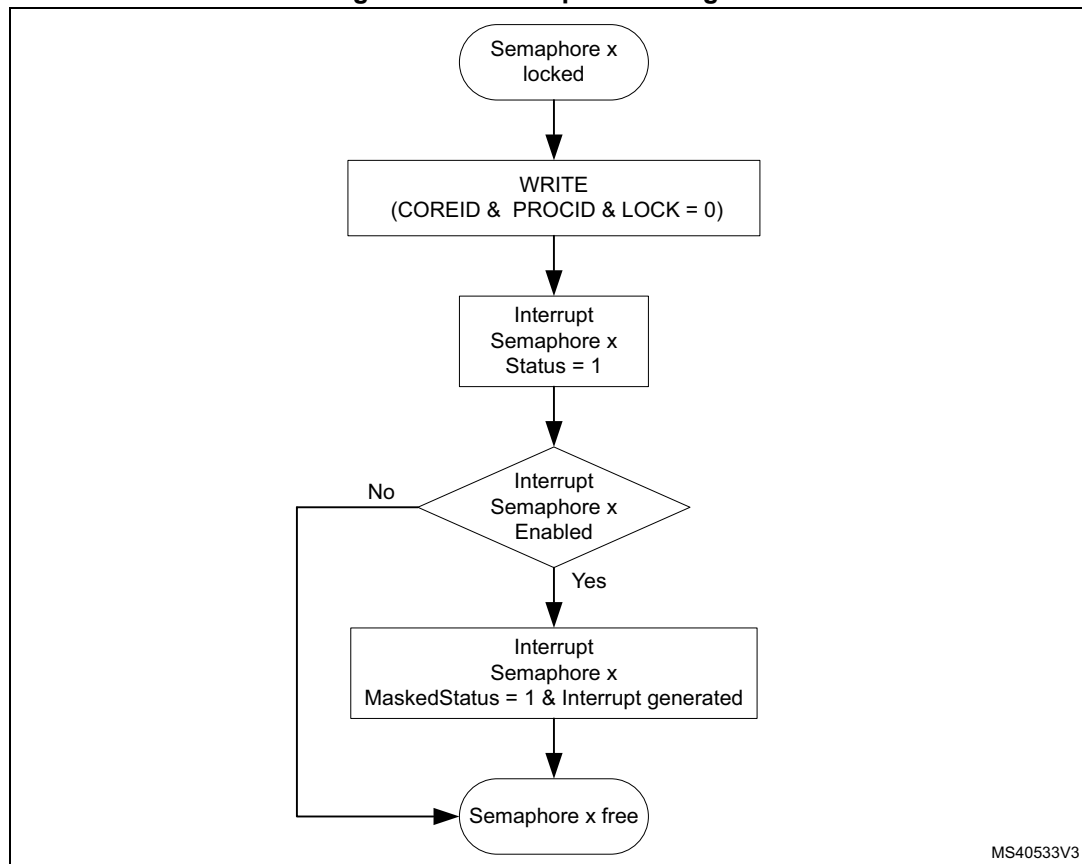 Semaphore x
locked
WRITE
(COREID & PROCID & LOCK = 0)
Interrupt
Semaphore x
Status = 1
Interrupt
Semaphore x
Enabled
No
Yes
Interrupt
Semaphore x
MaskedStatus = 1 & Interrupt generated
Semaphore x free
MS40533V3